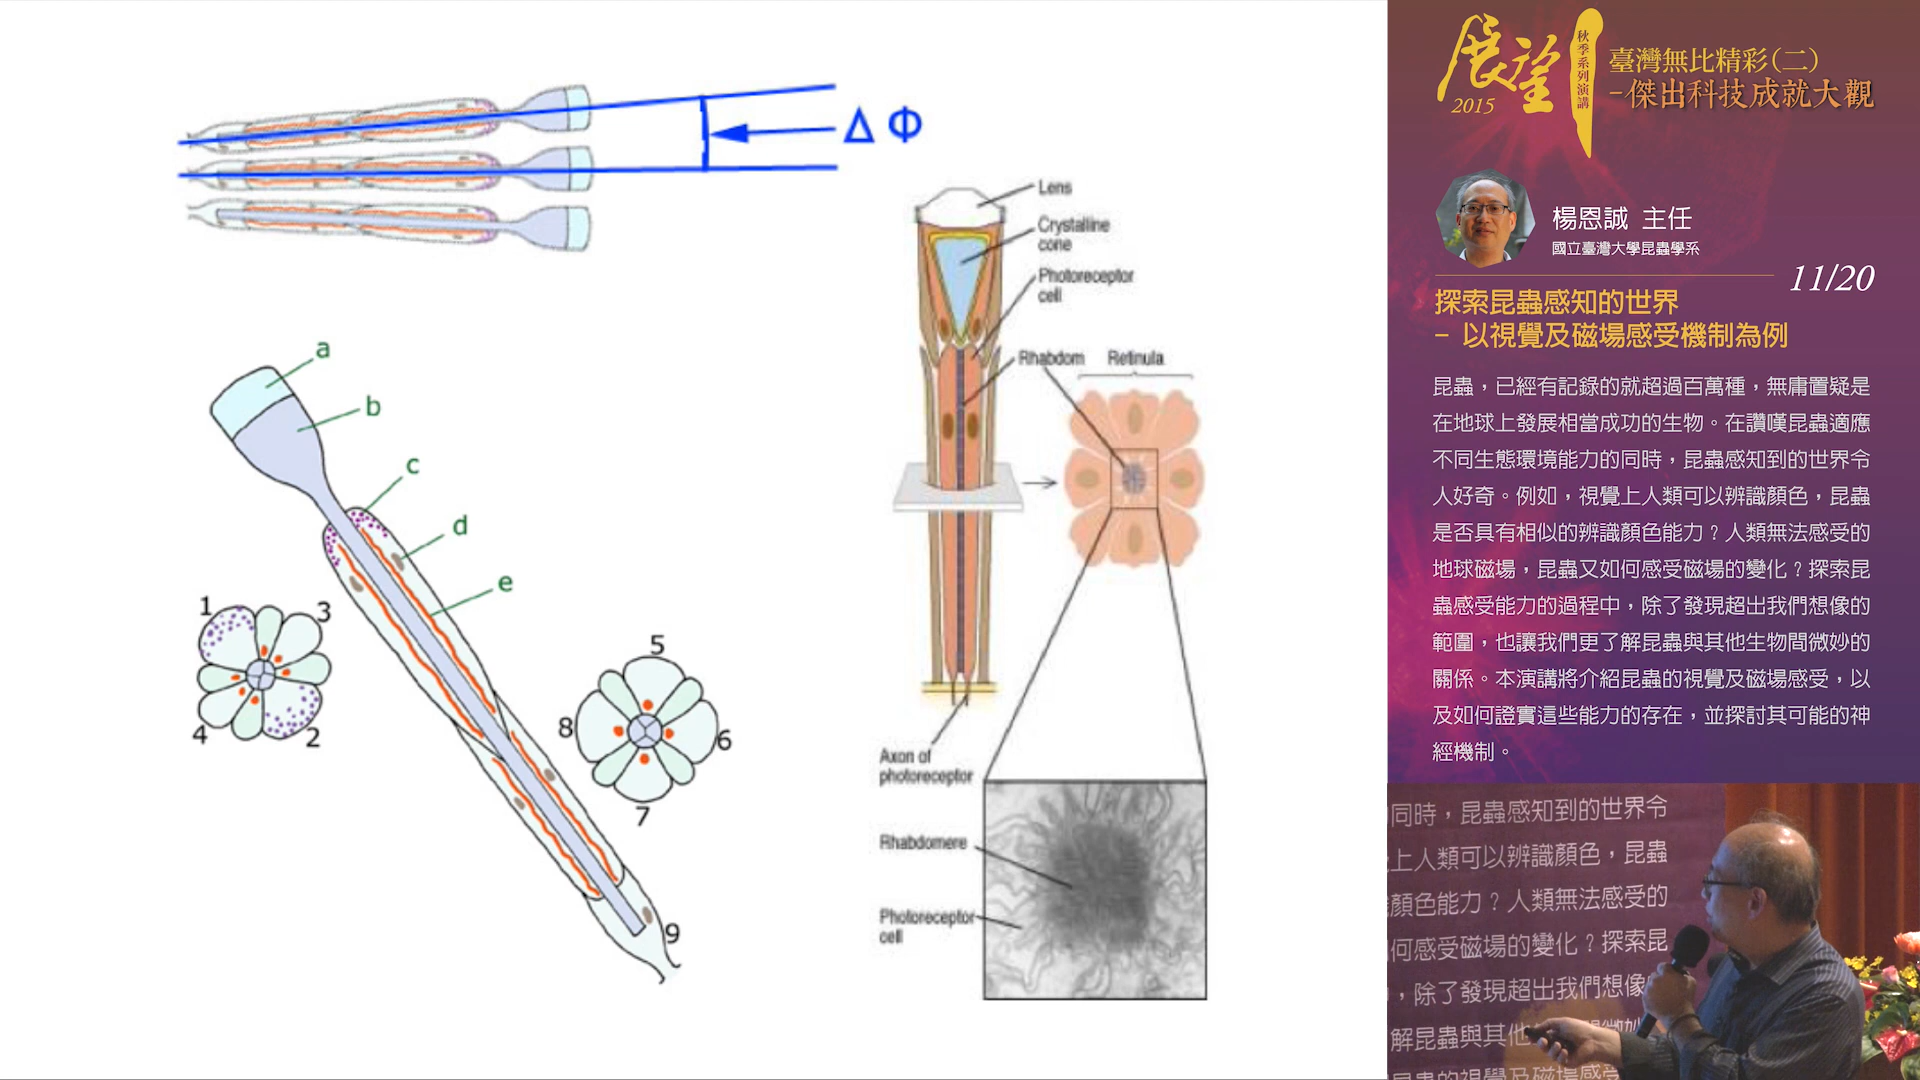 Δ Φ
Lens
Crystalline
cone
Photoreceptor
cell
Rhabdom
Retinula
Axon of
photoreceptor
Rhabdomere
Photoreceptor
cell
a
b
c
d
e
1
3
4
2
5
8
6
7
9
展望
2015
秋季系列演講
臺灣無比精彩(二)
-傑出科技成就大觀
楊恩誠 主任
國立臺灣大學昆蟲學系
11/20
探索昆蟲感知的世界
- 以視覺及磁場感受機制為例
昆蟲，已經有記錄的就超過百萬種，無庸置疑是
在地球上發展相當成功的生物。在讚嘆昆蟲適應
不同生態環境能力的同時，昆蟲感知到的世界令
人好奇。例如，視覺上人類可以辨識顏色，昆蟲
是否具有相似的辨識顏色能力？人類無法感受的
地球磁場，昆蟲又如何感受磁場的變化？探索昆
蟲感受能力的過程中，除了發現超出我們想像的
範圍，也讓我們更了解昆蟲與其他生物間微妙的
關係。本演講將介紹昆蟲的視覺及磁場感受，以
及如何證實這些能力的存在，並探討其可能的神
經機制。
同時，昆蟲感知到的世界令
上人類可以辨識顏色，昆蟲
顏色能力？人類無法感受的
何感受磁場的變化？探索昆
，除了發現超出我們想像
解昆蟲與其他
昆蟲的視覺及磁場感受